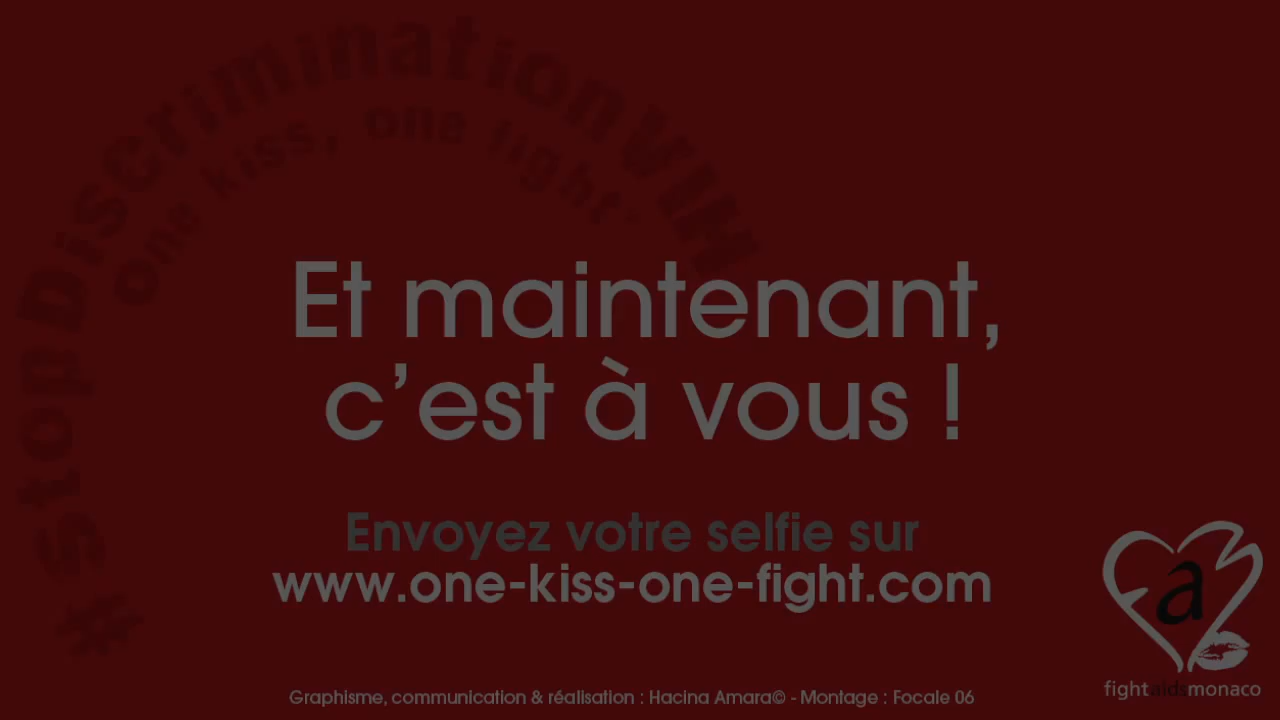 #StopDiscriminationVIH
one kiss, one fight
Et maintenant,
c’est à vous !
Envoyez votre selfie sur
www.one-kiss-one-fight.com
a
fightaidsmonaco
Graphisme, communication & réalisation : Hacina Amara© - Montage : Focale 06